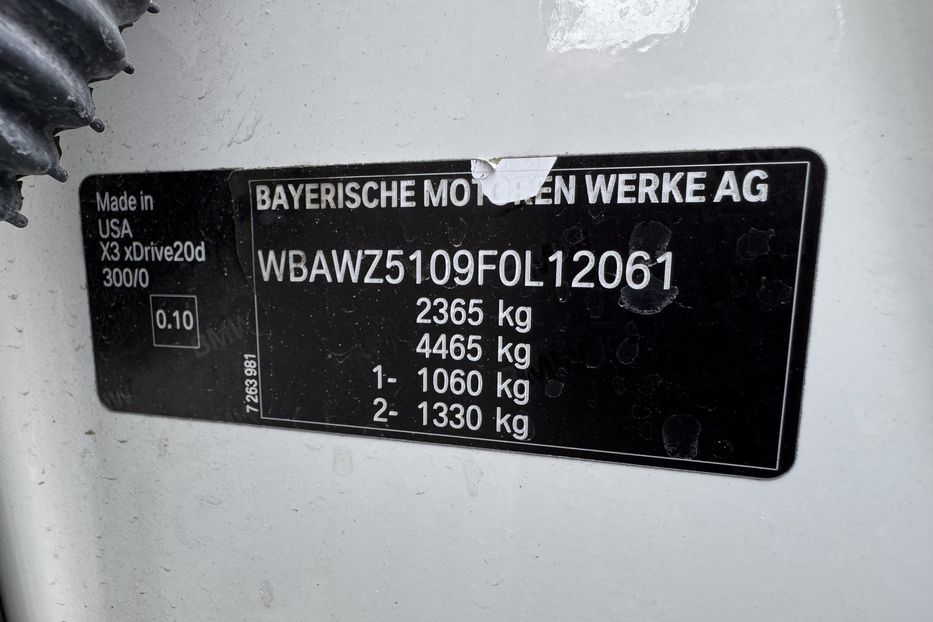 Made in
USA
X3 xDrive20d
300/0
0.10
7 263 981
BAYERISCHE MOTOREN WERKE AG
WBAWZ5109F0L12061
2365 kg
4465 kg
1- 1060 kg
2- 1330 kg